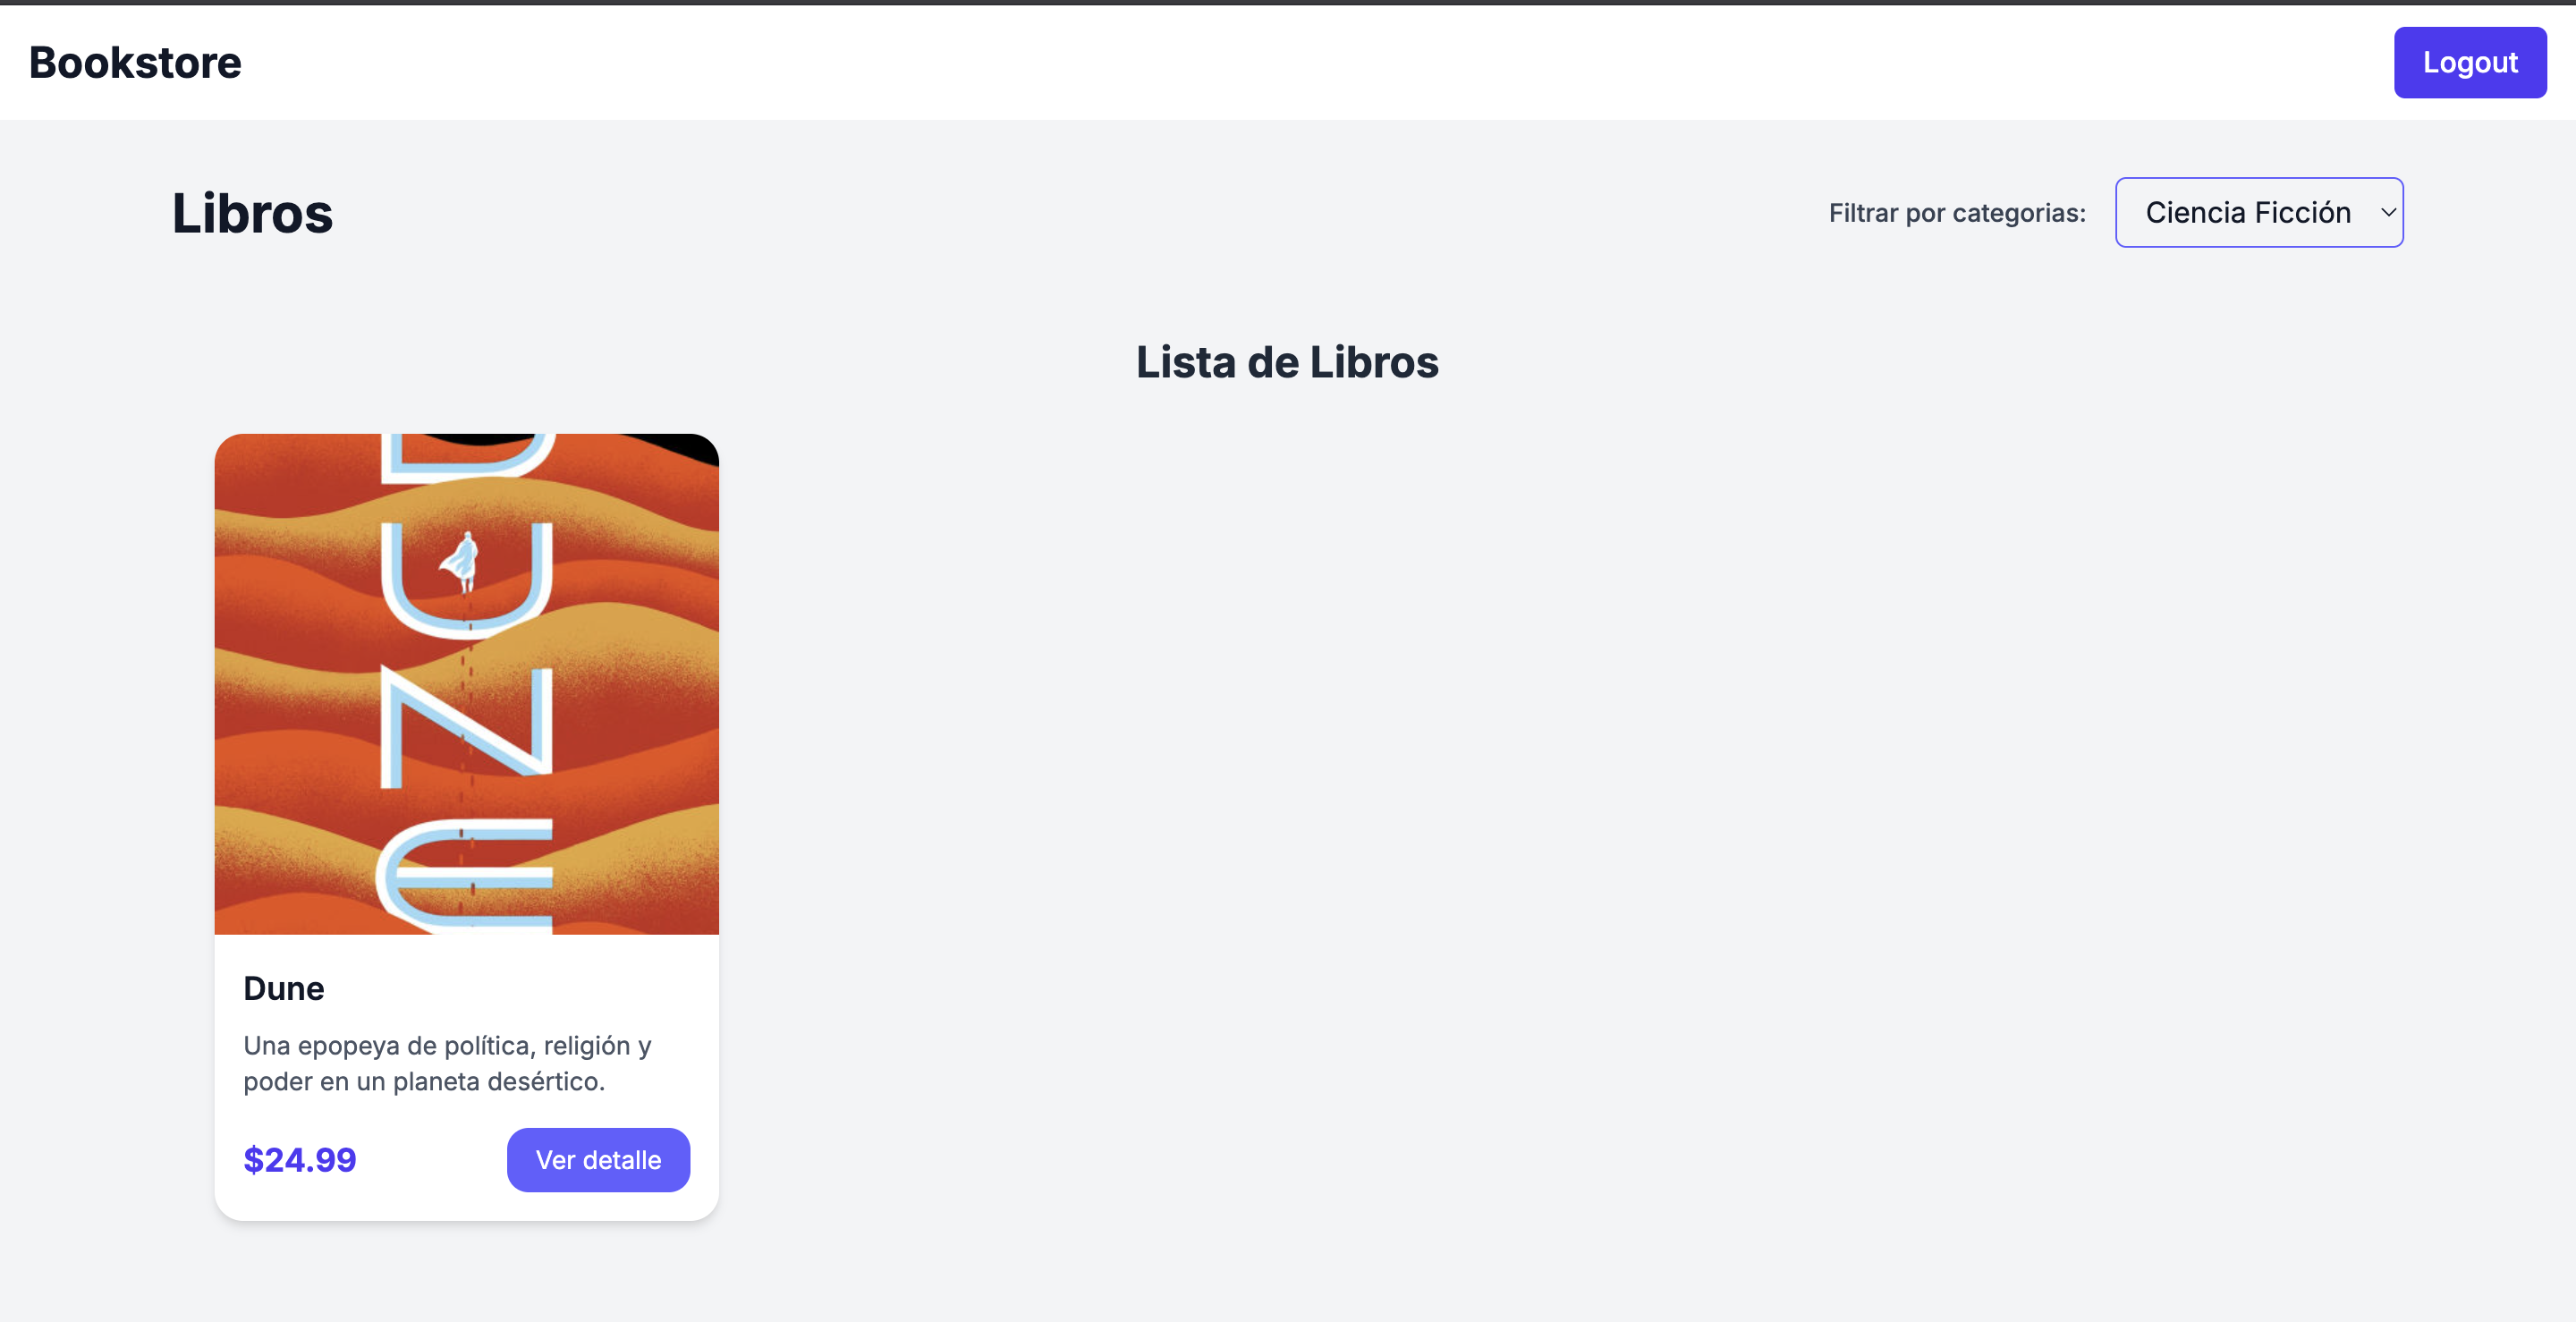 Bookstore
Logout
Libros
Filtrar por categorias:
Ciencia Ficción
Lista de Libros
DUNE
Dune
Una epopeya de política, religión y
poder en un planeta desértico.
$24.99
Ver detalle